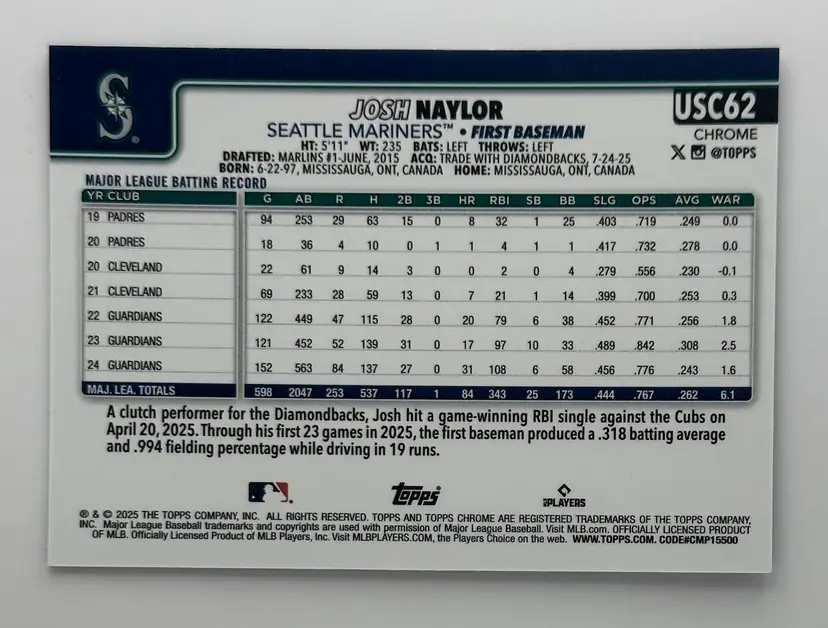 S
®
JOSH NAYLOR
USC62
SEATTLE MARINERS™ • FIRST BASEMAN
CHROME
HT: 5'11" WT: 235 BATS: LEFT THROWS: LEFT
X @TOPPS
DRAFTED: MARLINS #1-JUNE, 2015 ACQ: TRADE WITH DIAMONDBACKS, 7-24-25
BORN: 6-22-97, MISSISSAUGA, ONT, CANADA HOME: MISSISSAUGA, ONT, CANADA
MAJOR LEAGUE BATTING RECORD
YR CLUB G AB R H 2B 3B HR RBI SB BB SLG OPS AVG WAR
19 PADRES 94 253 29 63 15 0 8 32 1 25 .403 .719 .249 0.0
20 PADRES 18 36 4 10 0 1 1 4 1 1 .417 .732 .278 0.0
20 CLEVELAND 22 61 9 14 3 0 0 2 0 4 .279 .556 .230 -0.1
21 CLEVELAND 69 233 28 59 13 0 7 21 1 14 .399 .700 .253 0.3
22 GUARDIANS 122 449 47 115 28 0 20 79 6 38 .452 .771 .256 1.8
23 GUARDIANS 121 452 52 139 31 0 17 97 10 33 .489 .842 .308 2.5
24 GUARDIANS 152 563 84 137 27 0 31 108 6 58 .456 .776 .243 1.6
MAJ. LEA. TOTALS 598 2047 253 537 117 1 84 343 25 173 .444 .767 .262 6.1
A clutch performer for the Diamondbacks, Josh hit a game-winning RBI single against the Cubs on
April 20, 2025. Through his first 23 games in 2025, the first baseman produced a .318 batting average
and .994 fielding percentage while driving in 19 runs.
Topps
PLAYERS
® & © 2025 THE TOPPS COMPANY, INC. ALL RIGHTS RESERVED. TOPPS AND TOPPS CHROME ARE REGISTERED TRADEMARKS OF THE TOPPS COMPANY,
INC. Major League Baseball trademarks and copyrights are used with permission of Major League Baseball. Visit MLB.com. OFFICIALLY LICENSED PRODUCT
OF MLB. Officially Licensed Product of MLB Players, Inc. Visit MLBPLAYERS.COM, the Players Choice on the web. WWW.TOPPS.COM. CODE#CMP15500